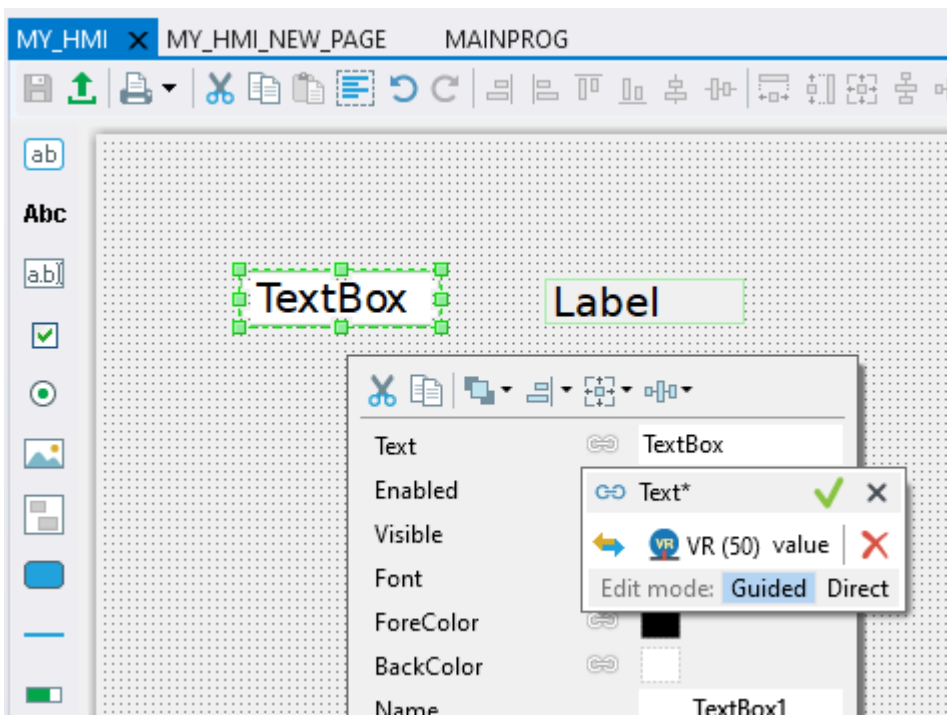 MY_HMI MY_HMI_NEW_PAGE MAINPROG
ab
Abc
a.b
TextBox Label
Text TextBox
Enabled Text*
Visible VR VR (50) value
Font Edit mode: Guided Direct
ForeColor
BackColor
Name TextBox1